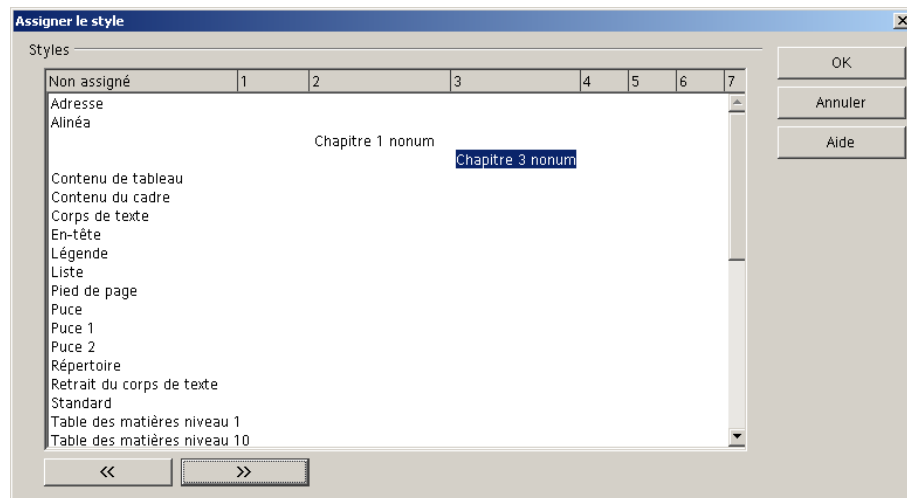 Assigner le style
Styles
OK
Annuler
Aide
Non assigné 1 2 3 4 5 6 7
Adresse
Alinéa
Chapitre 1 nonum
Chapitre 3 nonum
Contenu de tableau
Contenu du cadre
Corps de texte
En-tête
Légende
Liste
Pied de page
Puce
Puce 1
Puce 2
Répertoire
Retrait du corps de texte
Standard
Table des matières niveau 1
Table des matières niveau 10
<< >>